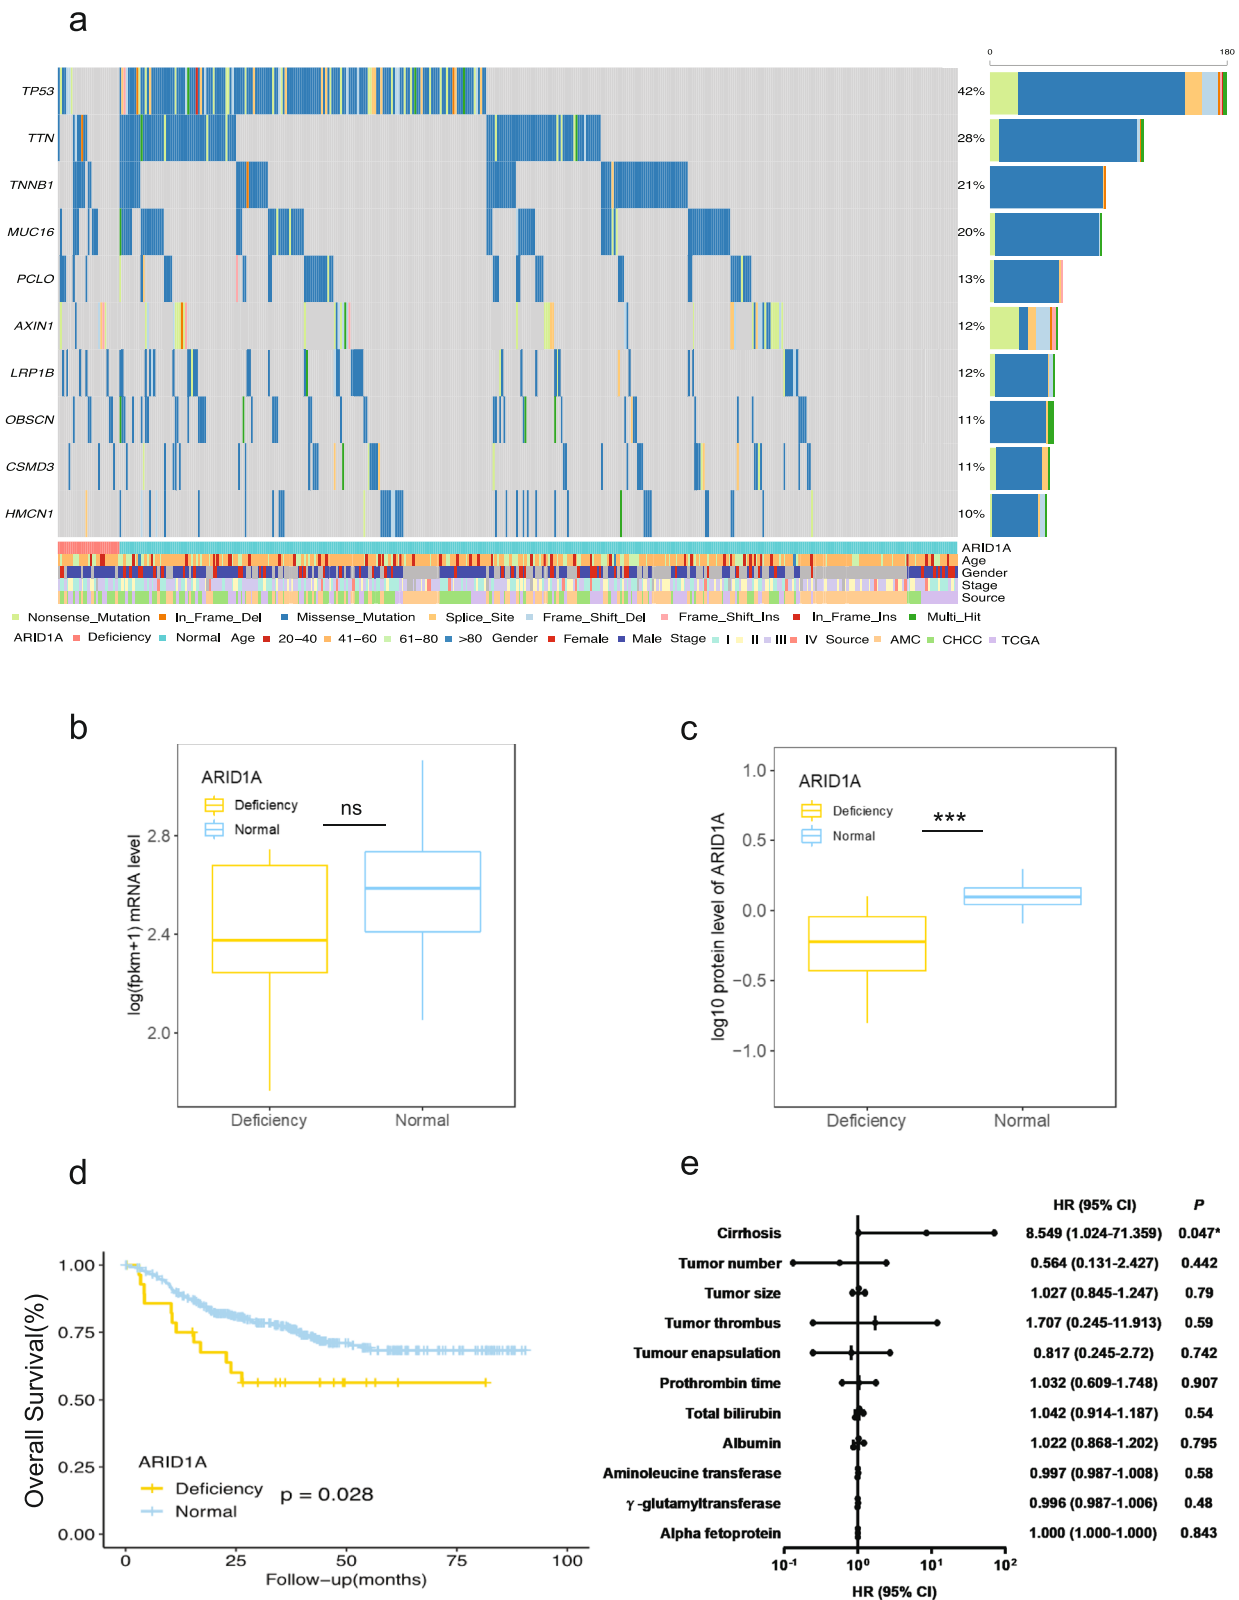 a
0 180
TP53 42%
TTN 28%
TNNB1 21%
MUC16 20%
PCLO 13%
AXIN1 12%
LRP1B 12%
OBSCN 11%
CSMD3 11%
HMCN1 10%
ARID1A
Age
Gender
Stage
Source
Nonsense_Mutation In_Frame_Del Missense_Mutation Splice_Site Frame_Shift_Del Frame_Shift_Ins In_Frame_Ins Multi_Hit
ARID1A Deficiency Normal Age 20–40 41–60 61–80 >80 Gender Female Male Stage I II III IV Source AMC CHCC TCGA
b
ARID1A
Deficiency
Normal
ns
log(fpkm+1) mRNA level
2.8
2.4
2.0
Deficiency Normal
c
ARID1A
Deficiency
Normal
***
log10 protein level of ARID1A
1.0
0.5
0.0
−0.5
−1.0
Deficiency Normal
d
Overall Survival(%)
1.00
0.75
0.50
0.25
0.00
ARID1A
Deficiency
Normal
p = 0.028
0 25 50 75 100
Follow−up(months)
e
HR (95% CI) P
Cirrhosis 8.549 (1.024-71.359) 0.047*
Tumor number 0.564 (0.131-2.427) 0.442
Tumor size 1.027 (0.845-1.247) 0.79
Tumor thrombus 1.707 (0.245-11.913) 0.59
Tumour enapsulation 0.817 (0.245-2.72) 0.742
Prothrombin time 1.032 (0.609-1.748) 0.907
Total bilirubin 1.042 (0.914-1.187) 0.54
Albumin 1.022 (0.868-1.202) 0.795
Aminoleucine transferase 0.997 (0.987-1.008) 0.58
γ-glutamyltransferase 0.996 (0.987-1.006) 0.48
Alpha fetoprotein 1.000 (1.000-1.000) 0.843
10⁻¹ 10⁰ 10¹ 10²
HR (95% CI)